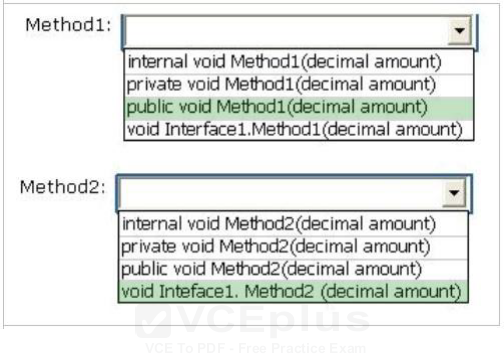 Method1:
internal void Method1(decimal amount)
private void Method1(decimal amount)
public void Method1(decimal amount)
void Interface1.Method1(decimal amount)
Method2:
internal void Method2(decimal amount)
private void Method2(decimal amount)
public void Method2(decimal amount)
void Inteface1. Method2 (decimal amount)
VCEplus
VCE To PDF - Free Practice Exam